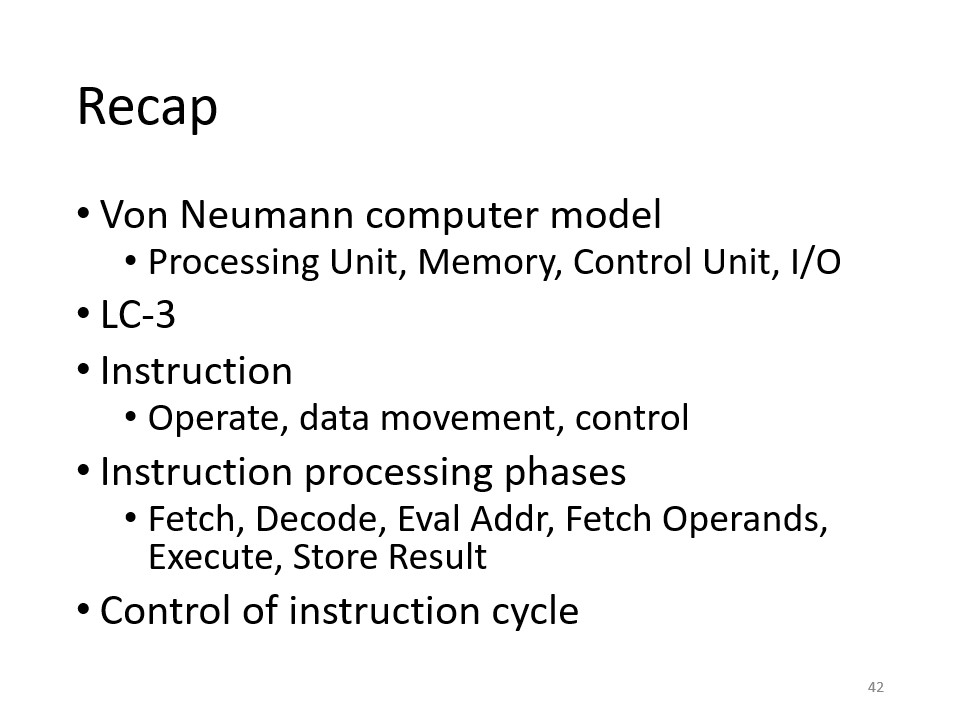 Recap
• Von Neumann computer model
• Processing Unit, Memory, Control Unit, I/O
• LC-3
• Instruction
• Operate, data movement, control
• Instruction processing phases
• Fetch, Decode, Eval Addr, Fetch Operands,
Execute, Store Result
• Control of instruction cycle
42